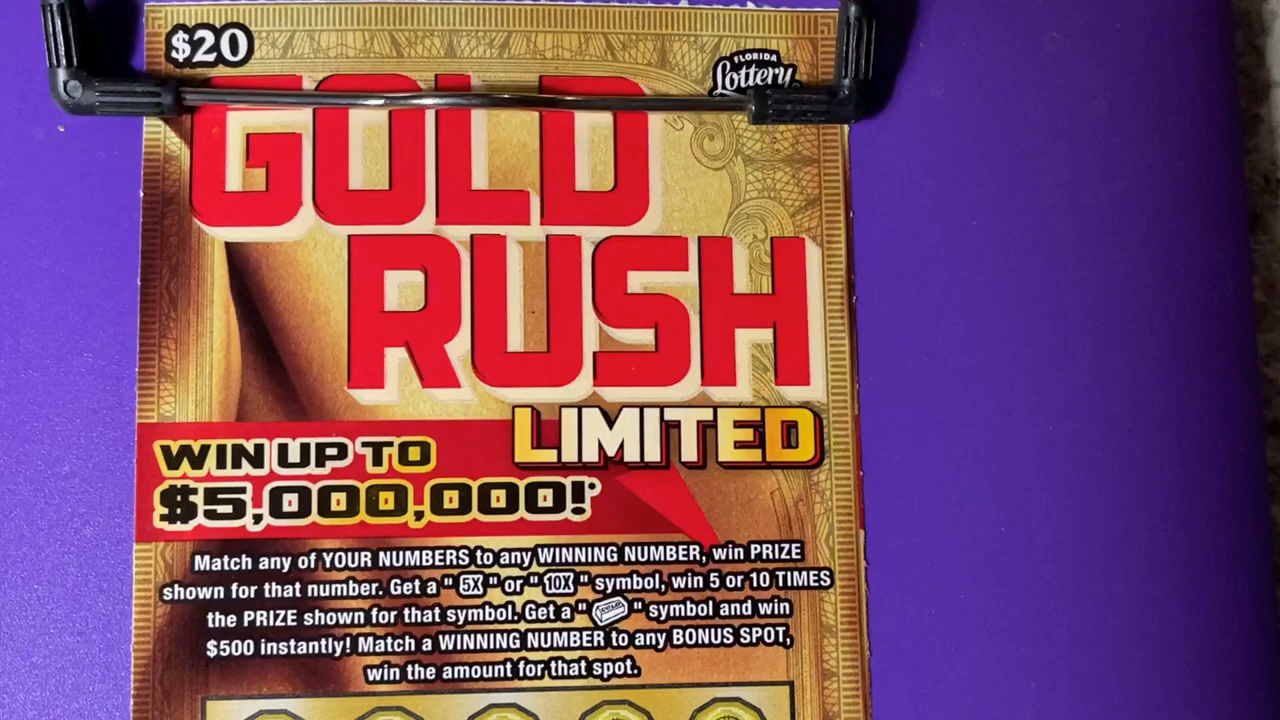 $20
FLORIDA
Lottery
GOLD
RUSH
LIMITED
WIN UP TO
$5,000,000!*
Match any of YOUR NUMBERS to any WINNING NUMBER, win PRIZE
shown for that number. Get a "5X" or "10X" symbol, win 5 or 10 TIMES
the PRIZE shown for that symbol. Get a " " symbol and win
$500 instantly! Match a WINNING NUMBER to any BONUS SPOT,
win the amount for that spot.